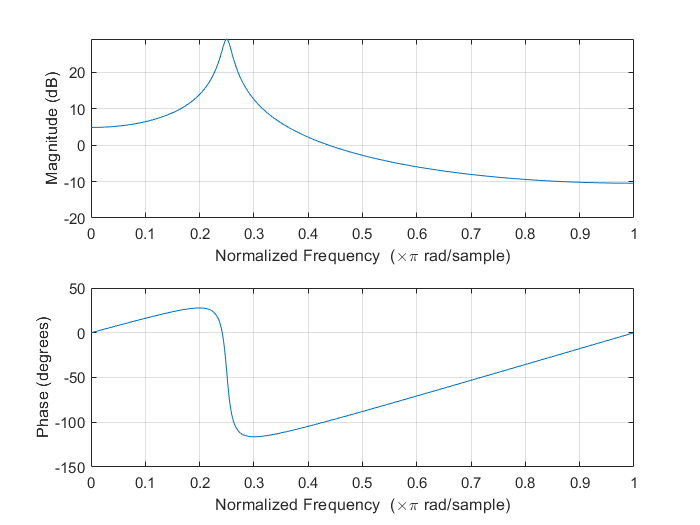 Magnitude (dB)
20
10
0
-10
-20
0 0.1 0.2 0.3 0.4 0.5 0.6 0.7 0.8 0.9 1
Normalized Frequency (×π rad/sample)
Phase (degrees)
50
0
-50
-100
-150
0 0.1 0.2 0.3 0.4 0.5 0.6 0.7 0.8 0.9 1
Normalized Frequency (×π rad/sample)